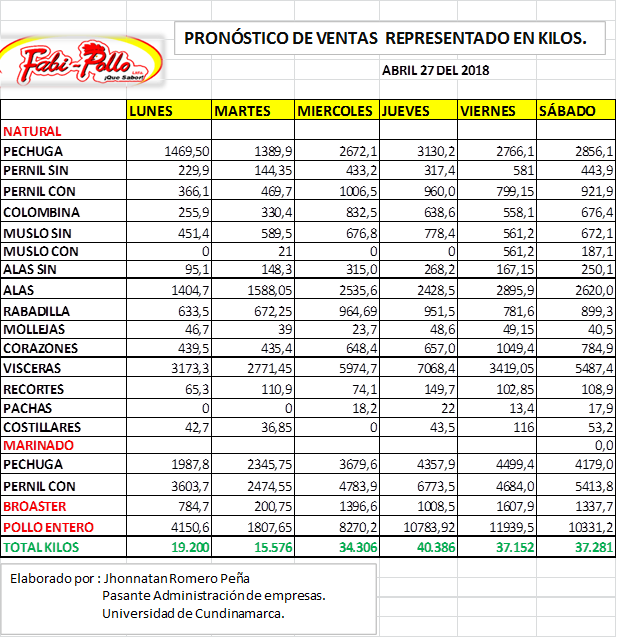 PRONÓSTICO DE VENTAS REPRESENTADO EN KILOS.
Fabi-Pollo LTDA.
¡Que Sabor!
ABRIL 27 DEL 2018
LUNES MARTES MIERCOLES JUEVES VIERNES SÁBADO
NATURAL
PECHUGA 1469,50 1389,9 2672,1 3130,2 2766,1 2856,1
PERNIL SIN 229,9 144,35 433,2 317,4 581 443,9
PERNIL CON 366,1 469,7 1006,5 960,0 799,15 921,9
COLOMBINA 255,9 330,4 832,5 638,6 558,1 676,4
MUSLO SIN 451,4 589,5 676,8 778,4 561,2 672,1
MUSLO CON 0 21 0 0 561,2 187,1
ALAS SIN 95,1 148,3 315,0 268,2 167,15 250,1
ALAS 1404,7 1588,05 2535,6 2428,5 2895,9 2620,0
RABADILLA 633,5 672,25 964,69 951,5 781,6 899,3
MOLLEJAS 46,7 39 23,7 48,6 49,15 40,5
CORAZONES 439,5 435,4 648,4 657,0 1049,4 784,9
VISCERAS 3173,3 2771,45 5974,7 7068,4 3419,05 5487,4
RECORTES 65,3 110,9 74,1 149,7 102,85 108,9
PACHAS 0 0 18,2 22 13,4 17,9
COSTILLARES 42,7 36,85 0 43,5 116 53,2
MARINADO 0,0
PECHUGA 1987,8 2345,75 3679,6 4357,9 4499,4 4179,0
PERNIL CON 3603,7 2474,55 4783,9 6773,5 4684,0 5413,8
BROASTER 784,7 200,75 1396,6 1008,5 1607,9 1337,7
POLLO ENTERO 4150,6 1807,65 8270,2 10783,92 11939,5 10331,2
TOTAL KILOS 19.200 15.576 34.306 40.386 37.152 37.281
Elaborado por : Jhonnatan Romero Peña
Pasante Administración de empresas.
Universidad de Cundinamarca.